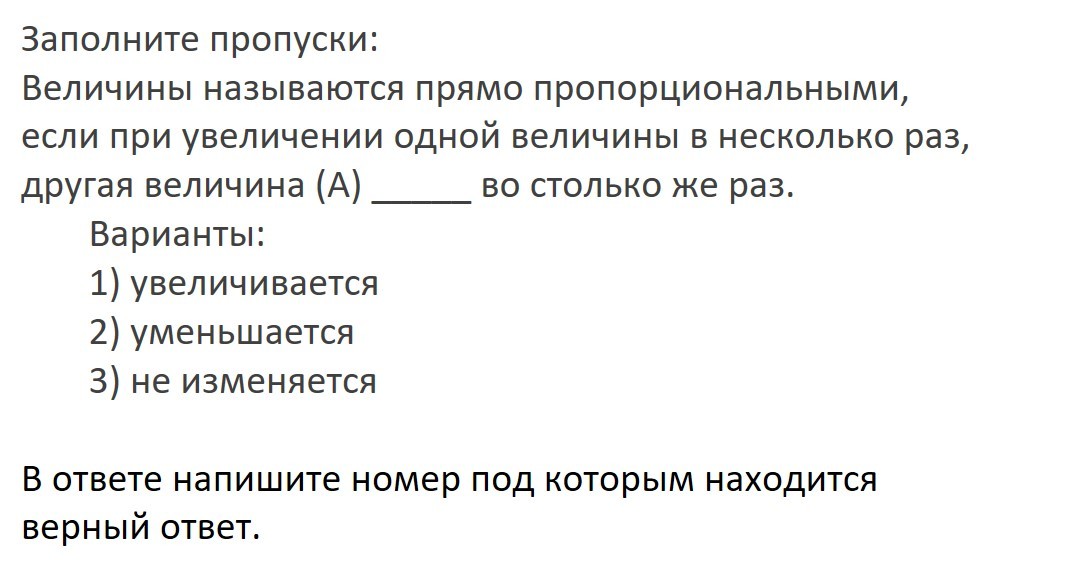 Заполните пропуски:
Величины называются прямо пропорциональными,
если при увеличении одной величины в несколько раз,
другая величина (А) _____ во столько же раз.
Варианты:
1) увеличивается
2) уменьшается
3) не изменяется
В ответе напишите номер под которым находится
верный ответ.